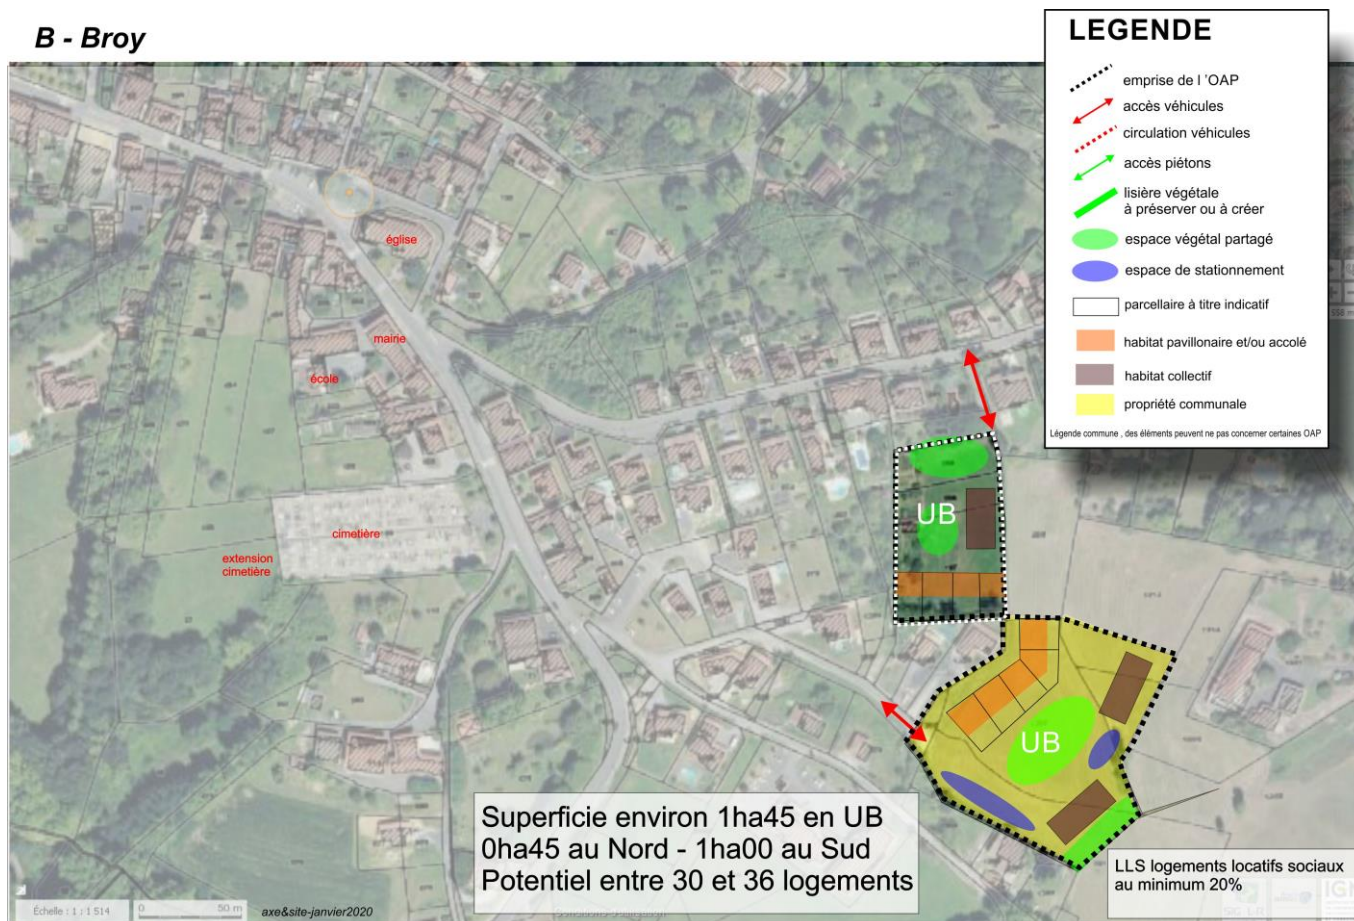 B - Broy
LEGENDE
emprise de l 'OAP
accès véhicules
circulation véhicules
accès piétons
lisière végétale
à préserver ou à créer
espace végétal partagé
espace de stationnement
parcellaire à titre indicatif
habitat pavillonaire et/ou accolé
habitat collectif
propriété communale
Légende commune , des éléments peuvent ne pas concerner certaines OAP
église
mairie
école
cimetière
extension
cimetière
UB
UB
Superficie environ 1ha45 en UB
0ha45 au Nord - 1ha00 au Sud
Potentiel entre 30 et 36 logements
LLS logements locatifs sociaux
au minimum 20%
Échelle : 1 : 1 514
0 50 m
axe&site-janvier2020
IGN